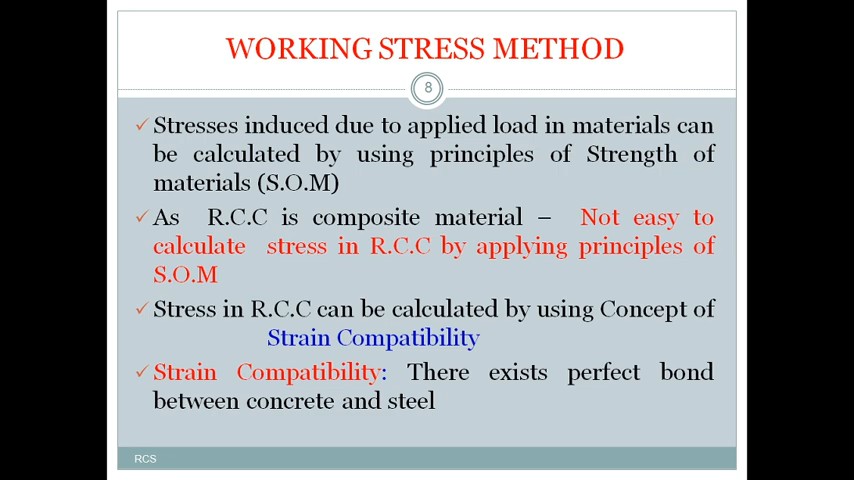 WORKING STRESS METHOD
8
✓ Stresses induced due to applied load in materials can
be calculated by using principles of Strength of
materials (S.O.M)
✓ As R.C.C is composite material – Not easy to
calculate stress in R.C.C by applying principles of
S.O.M
✓ Stress in R.C.C can be calculated by using Concept of
Strain Compatibility
✓ Strain Compatibility: There exists perfect bond
between concrete and steel
RCS